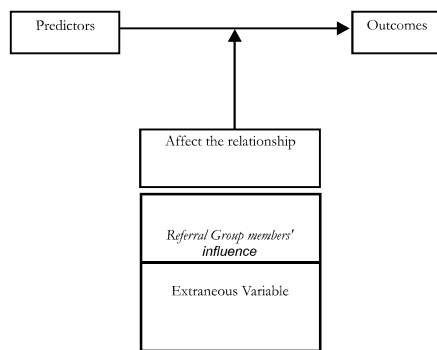 Predictors
Outcomes
Affect the relationship
Referral Group members'
influence
Extraneous Variable